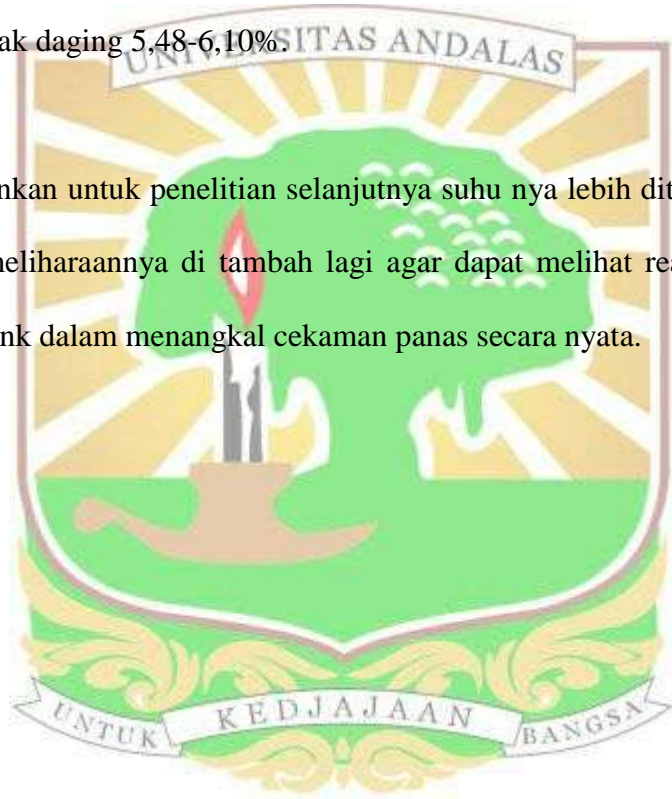 ak daging 5,48-6,10%.
UNIVERSITAS ANDALAS
nkan untuk penelitian selanjutnya suhu nya lebih dit
neliharaannya di tambah lagi agar dapat melihat rea
nk dalam menangkal cekaman panas secara nyata.
UNTUK KEDJAJAAN BANGSA